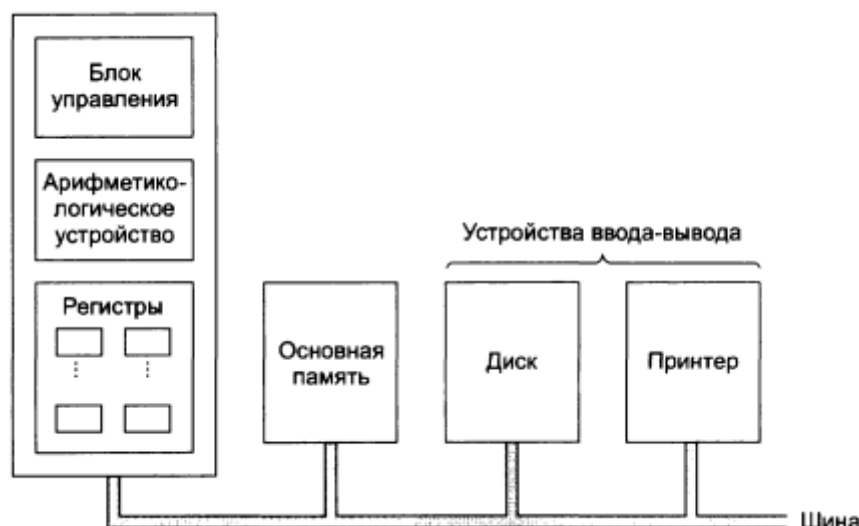 Блок
управления
Арифметико-
логическое
устройство
Регистры
Устройства ввода-вывода
Основная
память
Диск
Принтер
Шина